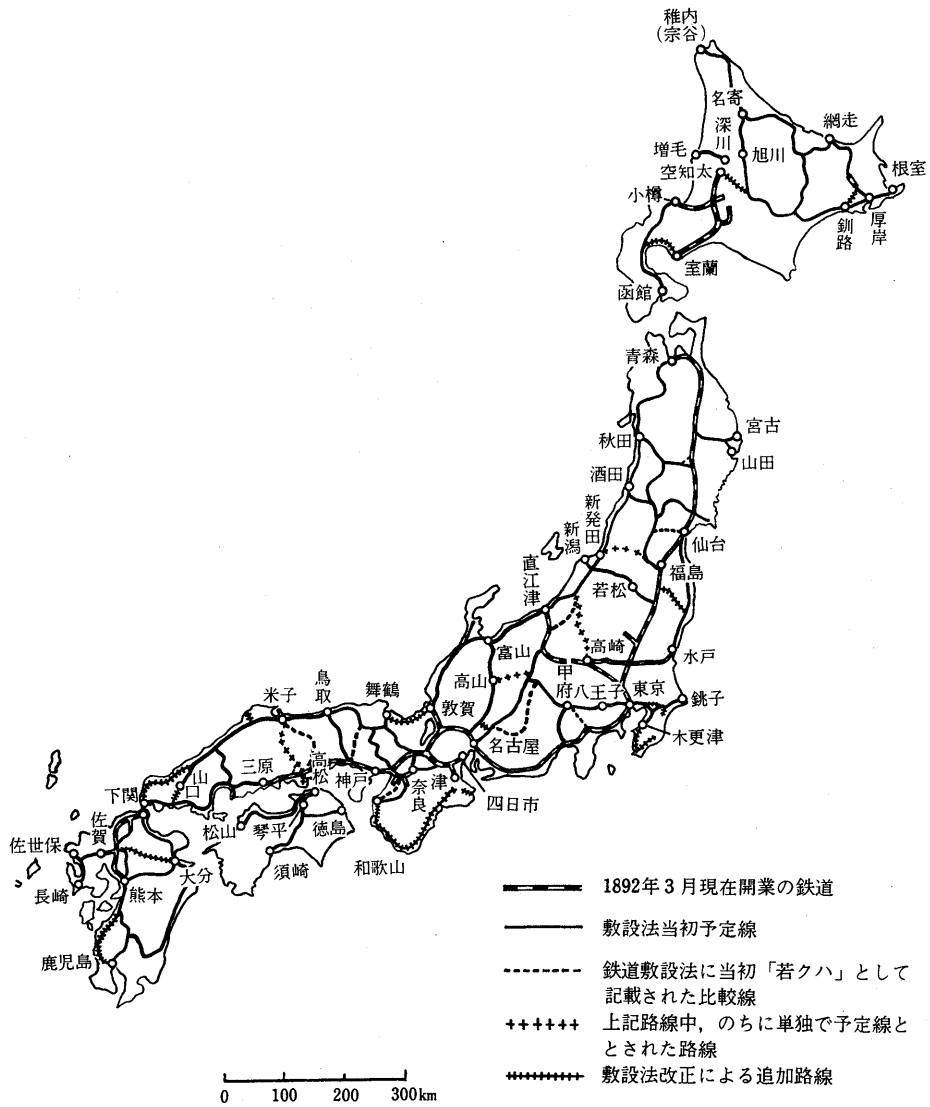 稚内
(宗谷)
名寄
深川
網走
増毛
旭川
空知太
根室
小樽
釧路
厚岸
室蘭
函館
青森
宮古
秋田
山田
酒田
新発田
新潟
仙台
福島
直江津
若松
富山
高崎
水戸
甲府
八王子
東京
銚子
高山
鳥取
米子
舞鶴
敦賀
木更津
名古屋
三原
高松
神戸
奈良
津
四日市
山口
下関
佐賀
松山
琴平
徳島
佐世保
和歌山
須崎
大分
長崎
熊本
鹿児島
1892年3月現在開業の鉄道
敷設法当初予定線
鉄道敷設法に当初「若クハ」として
記載された比較線
上記路線中，のちに単独で予定線と
とされた路線
敷設法改正による追加路線
0 100 200 300km